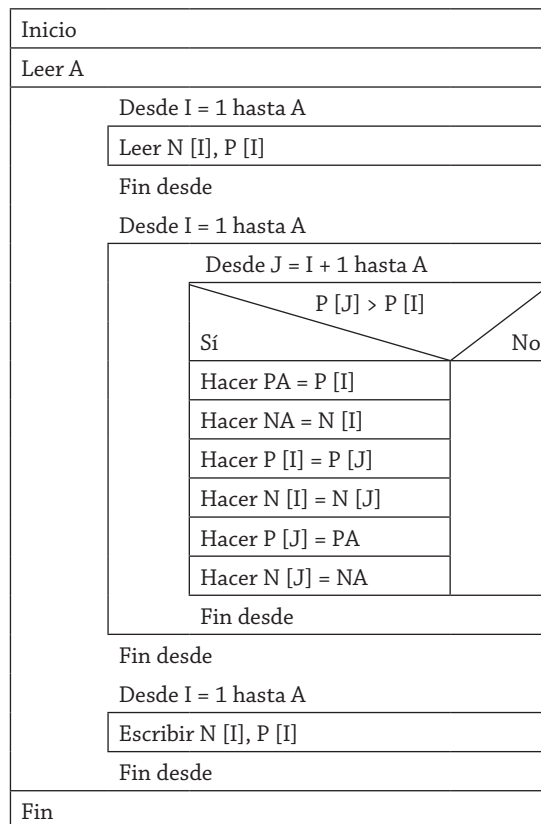 Inicio
Leer A
Desde I = 1 hasta A
Leer N [I], P [I]
Fin desde
Desde I = 1 hasta A
Desde J = I + 1 hasta A
P [J] > P [I]
Sí No
Hacer PA = P [I]
Hacer NA = N [I]
Hacer P [I] = P [J]
Hacer N [I] = N [J]
Hacer P [J] = PA
Hacer N [J] = NA
Fin desde
Fin desde
Desde I = 1 hasta A
Escribir N [I], P [I]
Fin desde
Fin